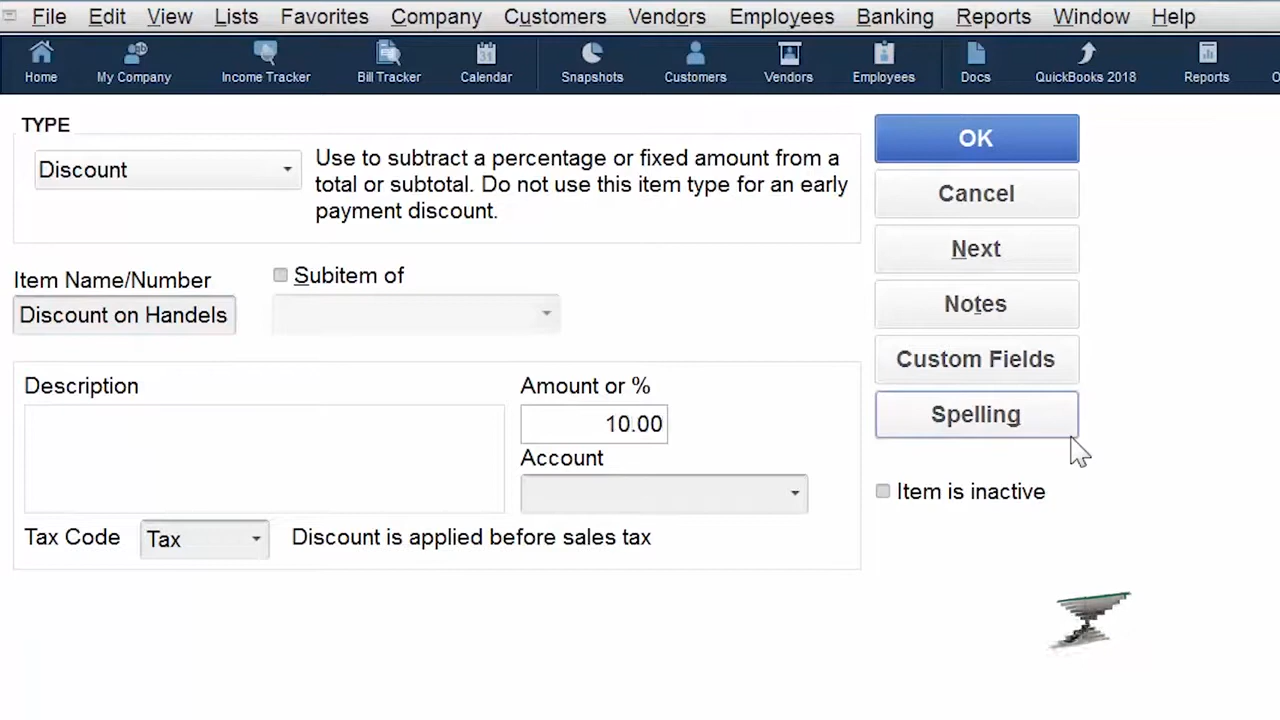 File Edit View Lists Favorites Company Customers Vendors Employees Banking Reports Window Help
Home My Company Income Tracker Bill Tracker Calendar Snapshots Customers Vendors Employees Docs QuickBooks 2018 Reports O
TYPE
Discount
Use to subtract a percentage or fixed amount from a
total or subtotal. Do not use this item type for an early
payment discount.
OK
Cancel
Next
Notes
Custom Fields
Spelling
Item is inactive
Item Name/Number
Subitem of
Discount on Handels
Description
Amount or %
10.00
Account
Tax Code Tax Discount is applied before sales tax